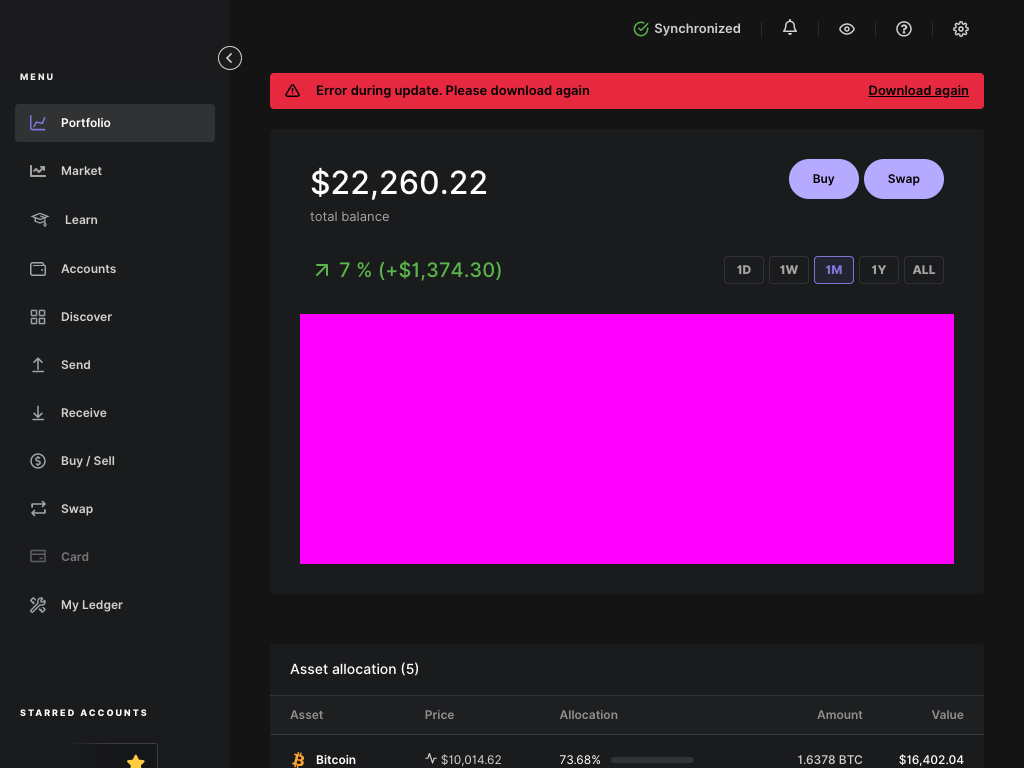 Synchronized
MENU
Error during update. Please download again
Download again
Portfolio
Market
Learn
Accounts
Discover
Send
Receive
Buy / Sell
Swap
Card
My Ledger
STARRED ACCOUNTS
$22,260.22
total balance
Buy
Swap
7 % (+$1,374.30)
1D
1W
1M
1Y
ALL
Asset allocation (5)
Asset Price Allocation Amount Value
Bitcoin $10,014.62 73.68% 1.6378 BTC $16,402.04